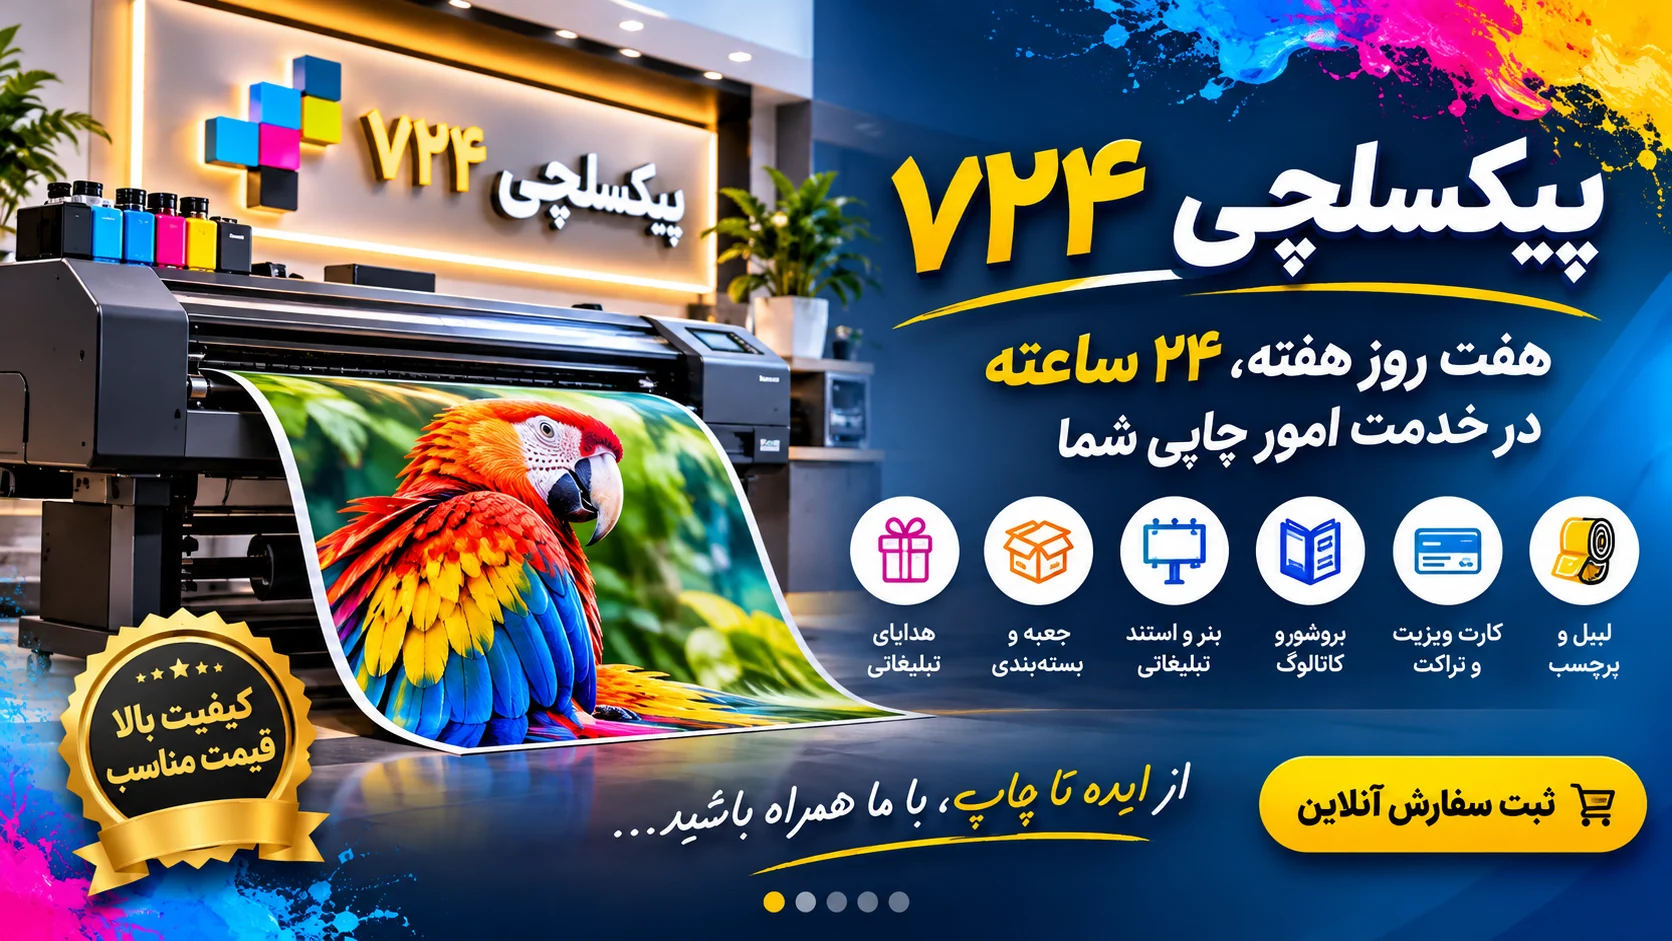 پیکسلچی ۷۲۴
پیکسلچی ۷۲۴
هفت روز هفته، ۲۴ ساعته
در خدمت امور چاپی شما
لیبل و
پرچسب
کارت ویزیت
و تراکت
بروشورو
کاتالوگ
بنر و استند
تبلیغاتی
جعبه و
بسته‌بندی
هدایای
تبلیغاتی
کیفیت بالا
قیمت مناسب
از ایده تا چاپ، با ما همراه باشید...
ثبت سفارش آنلاین